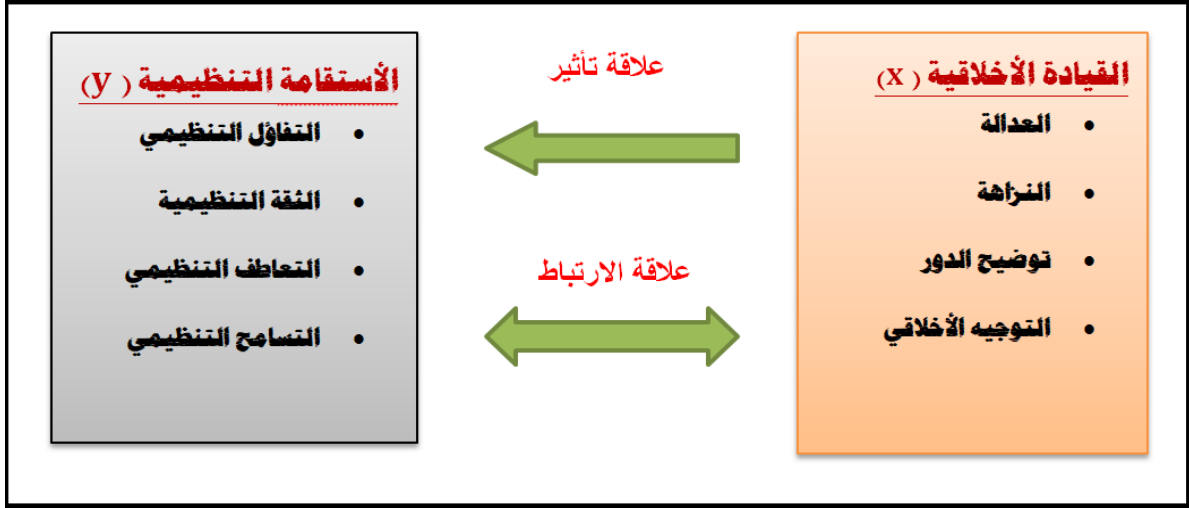 القيادة الأخلاقية ( X )
• العدالة
• النزاهة
• توضيح الدور
• التوجيه الأخلاقي
علاقة تأثير
علاقة الارتباط
الأستقامة التنظيمية ( y )
• التفاؤل التنظيمي
• الثقة التنظيمية
• التعاطف التنظيمي
• التسامح التنظيمي